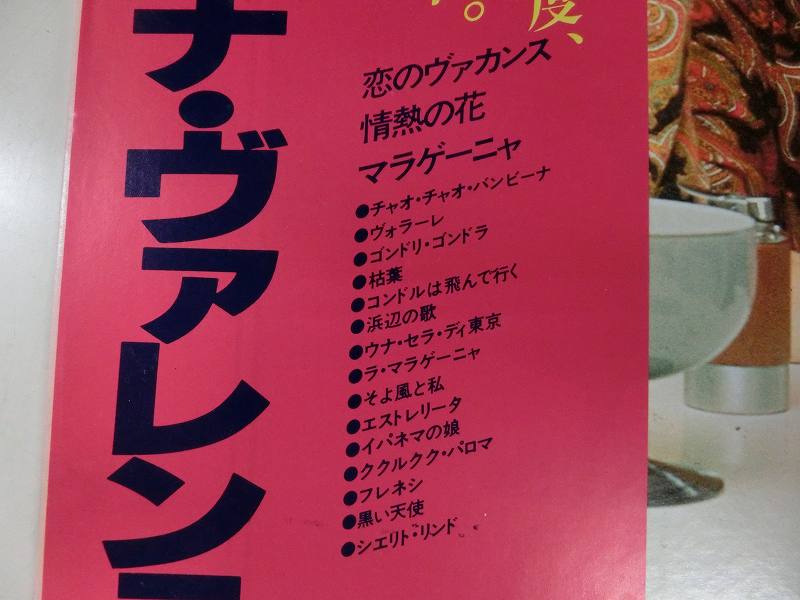 度、
ナ・ヴァレン
恋のヴァカンス
情熱の花
マラゲーニャ
●チャオ・チャオ・バンビーナ
●ヴォラーレ
●ゴンドリ・ゴンドラ
●枯葉
●コンドルは飛んで行く
●浜辺の歌
●ウナ・セラ・ディ東京
●ラ・マラゲーニャ
●そよ風と私
●エストレリータ
●イパネマの娘
●ククルクク・パロマ
●フレネシ
●黒い天使
●シエリト・リンド